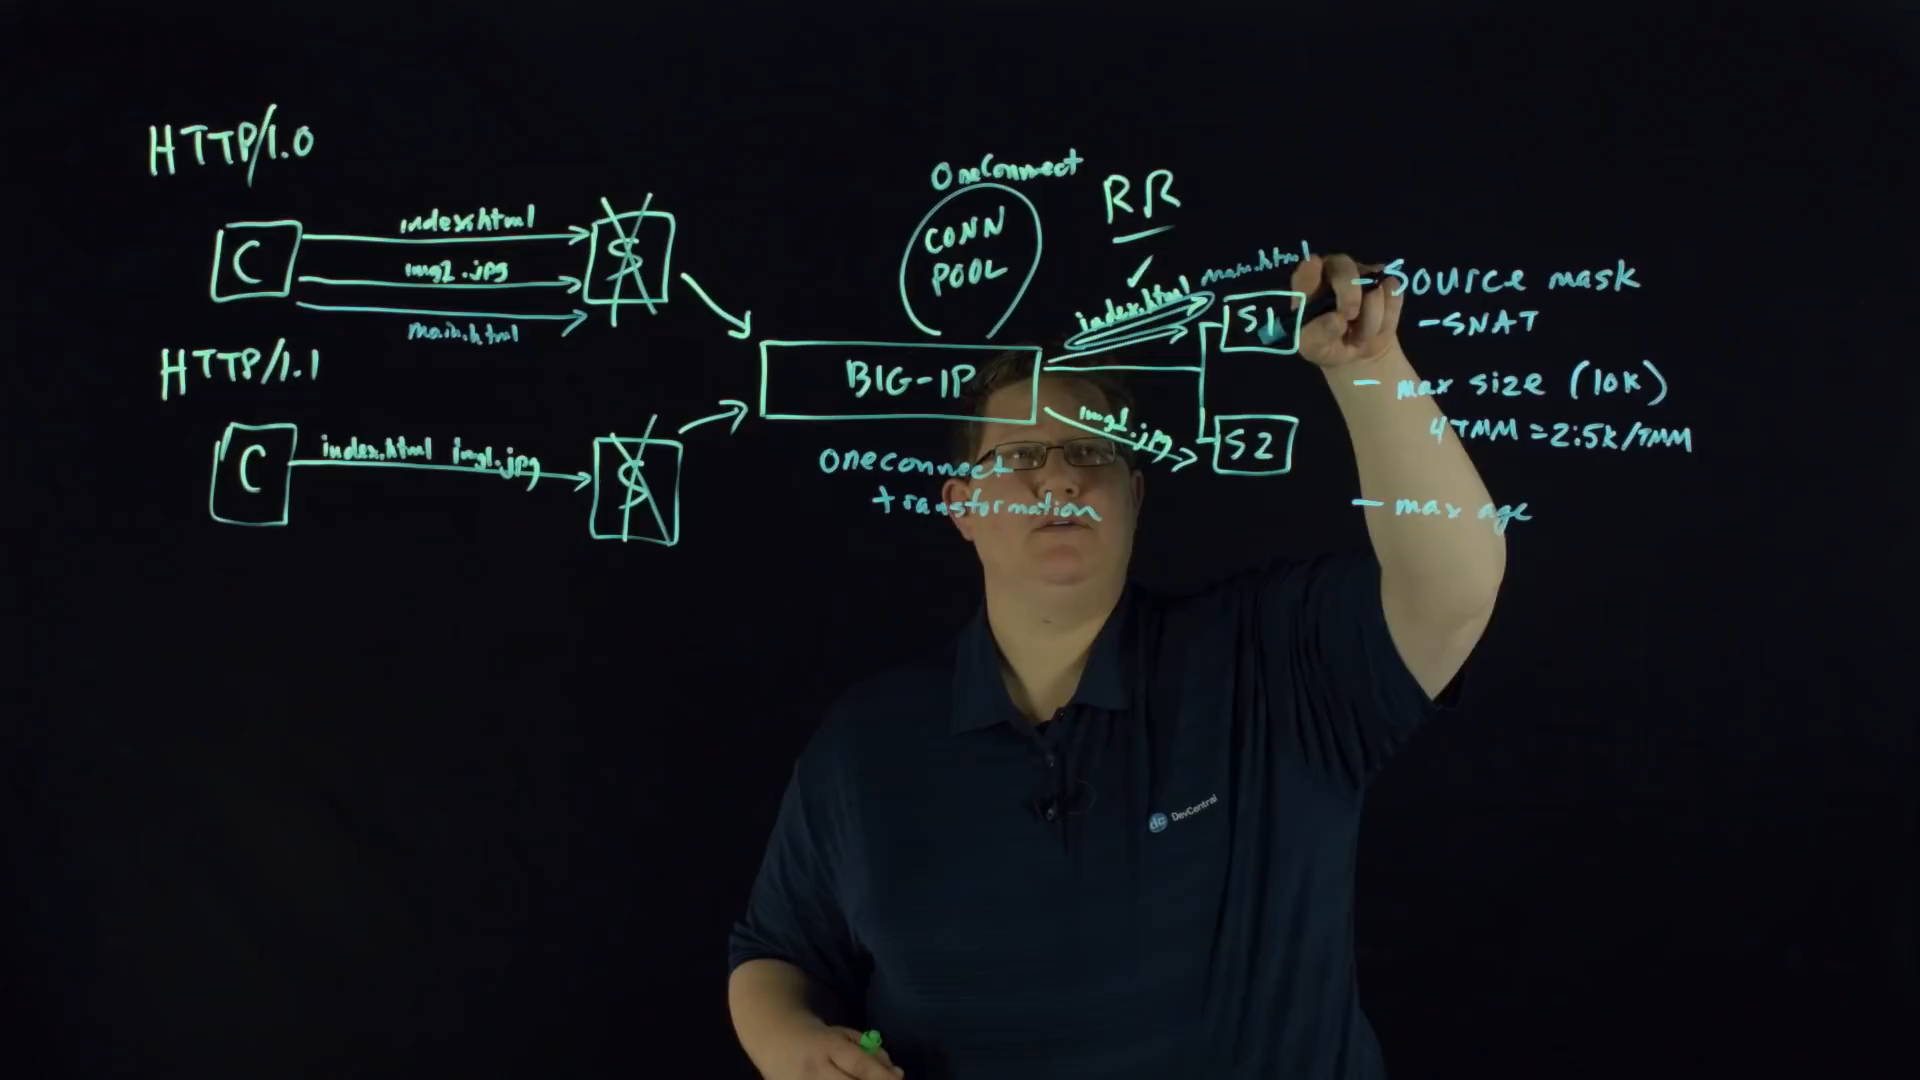 HTTP/1.0
C
index.html
img1.jpg
main.html
S
HTTP/1.1
C
index.html img1.jpg
S
OneConnect
CONN
POOL
RR
BIG-IP
oneconnect
transformation
index.html main.html
img1.jpg
S1
S2
- Source mask
- SNAT
- max size (10k)
4 TMM = 2.5k/TMM
- max age
dc DevCentral